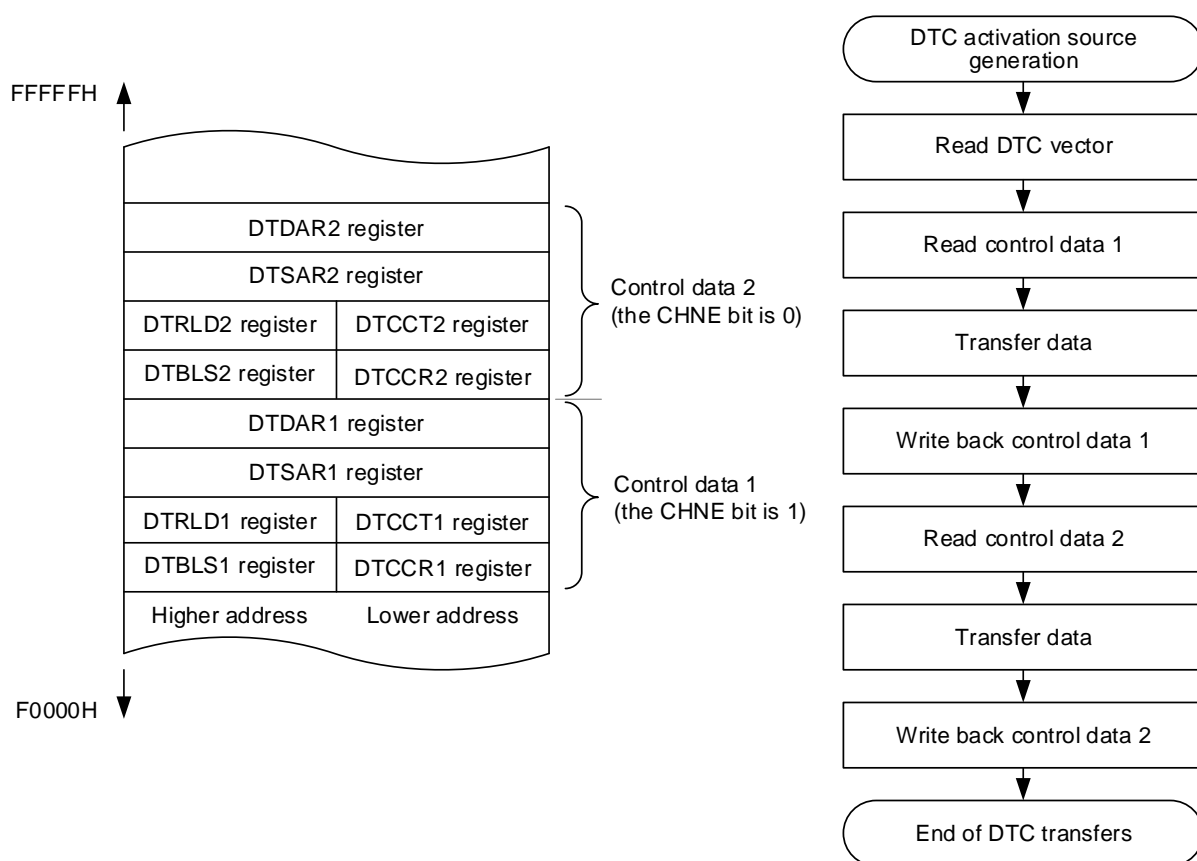 FFFFFH
DTDAR2 register
DTSAR2 register
DTRLD2 register DTCCT2 register
DTBLS2 register DTCCR2 register
DTDAR1 register
DTSAR1 register
DTRLD1 register DTCCT1 register
DTBLS1 register DTCCR1 register
Higher address Lower address
F0000H
Control data 2
(the CHNE bit is 0)
Control data 1
(the CHNE bit is 1)
DTC activation source
generation
Read DTC vector
Read control data 1
Transfer data
Write back control data 1
Read control data 2
Transfer data
Write back control data 2
End of DTC transfers